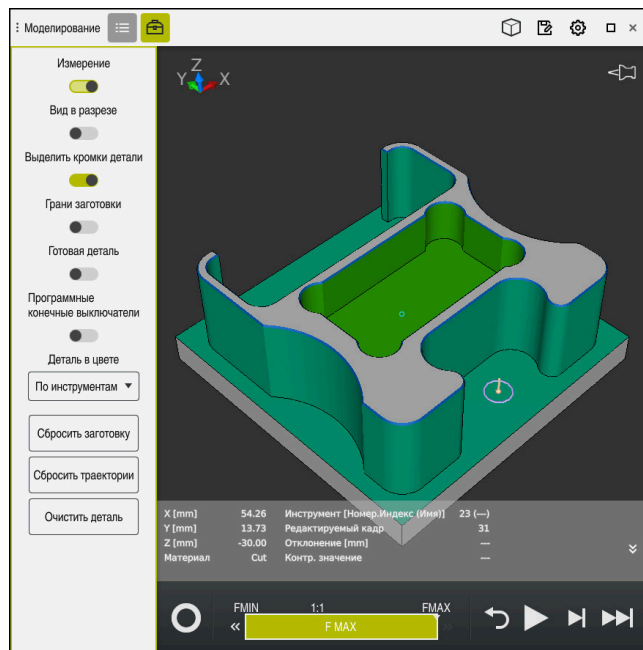 Моделирование
Измерение
Вид в разрезе
Выделить кромки детали
Грани заготовки
Готовая деталь
Программные
конечные выключатели
Деталь в цвете
По инструментам
Сбросить заготовку
Сбросить траектории
Очистить деталь
Z
Y X
X [mm] 54.26 Инструмент [Номер.Индекс (Имя)] 23 (---)
Y [mm] 13.73 Редактируемый кадр 31
Z [mm] -30.00 Отклонение [mm] ---
Материал Cut Контр. значение ---
FMIN 1:1 FMAX
F MAX